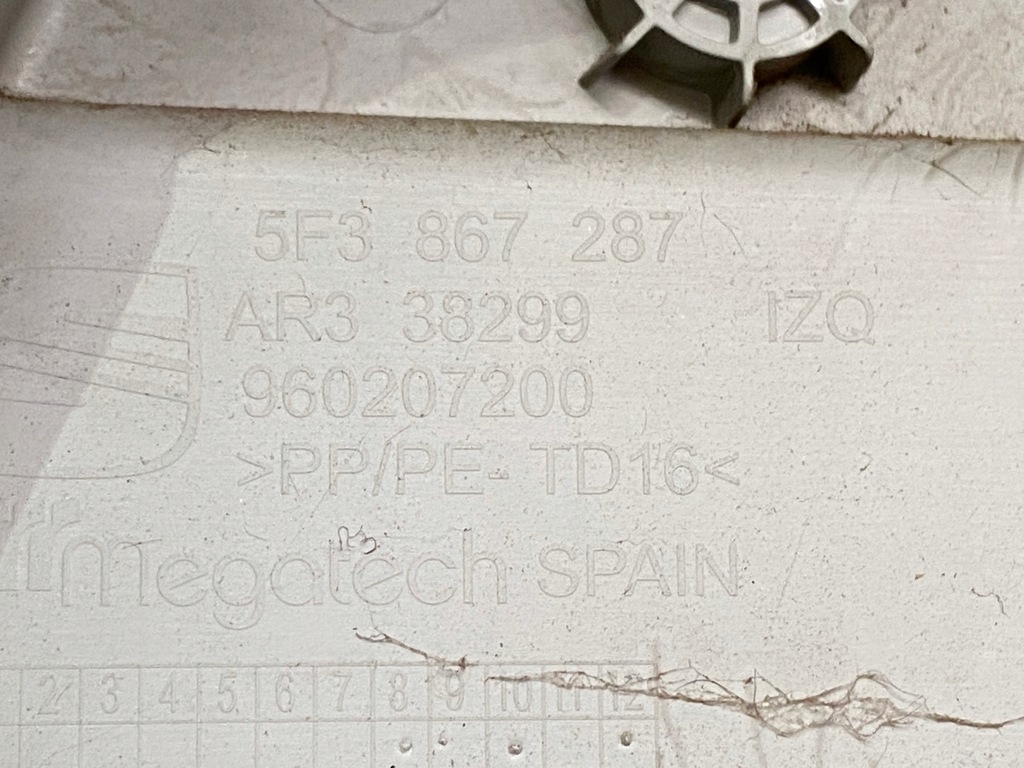 5F3 867 287
AR3 38299 IZQ
960207200
>PP/PE- TD16<
Megatech SPAIN
2 3 4 5 6 7 8 9 10 11 12